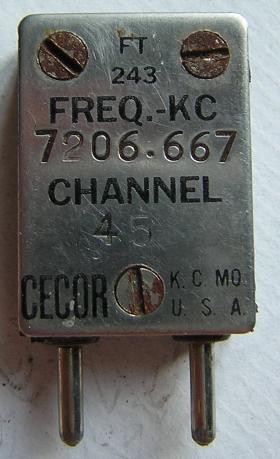 FT
243
FREQ.-KC
7206.667
CHANNEL
45
CECOR K.C MO.
U.S.A.